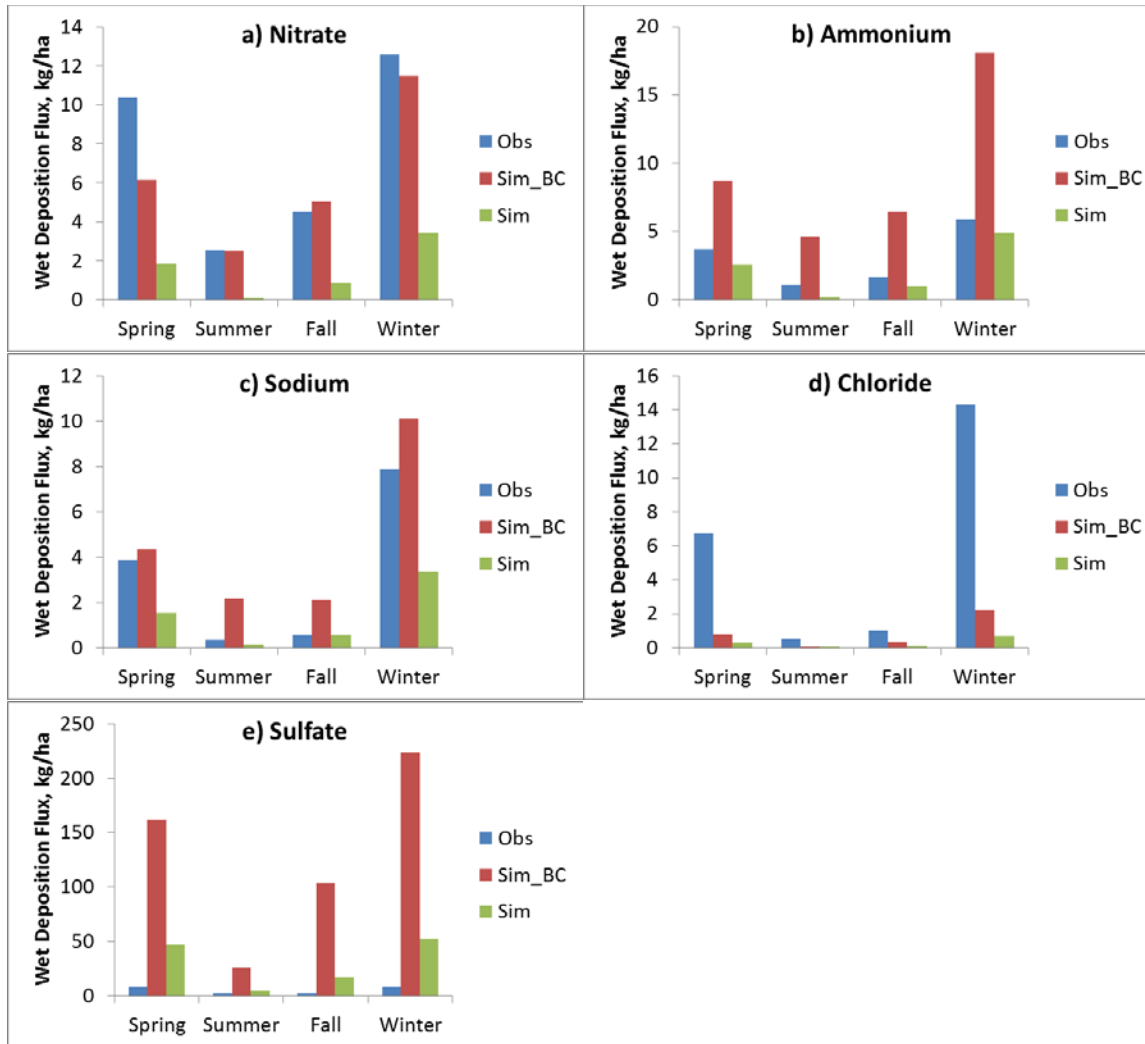 a) Nitrate
Wet Deposition Flux, kg/ha
14
12
10
8
6
4
2
0
Spring Summer Fall Winter
Obs
Sim_BC
Sim
b) Ammonium
Wet Deposition Flux, kg/ha
20
15
10
5
0
Spring Summer Fall Winter
Obs
Sim_BC
Sim
c) Sodium
Wet Deposition Flux, kg/ha
12
10
8
6
4
2
0
Spring Summer Fall Winter
Obs
Sim_BC
Sim
d) Chloride
Wet Deposition Flux, kg/ha
16
14
12
10
8
6
4
2
0
Spring Summer Fall Winter
Obs
Sim_BC
Sim
e) Sulfate
Wet Deposition Flux, kg/ha
250
200
150
100
50
0
Spring Summer Fall Winter
Obs
Sim_BC
Sim